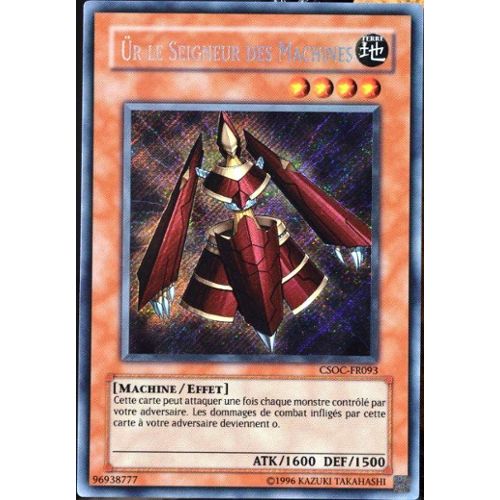 Ür le Seigneur des Machines
TERRE
地
CSOC-FR093
[Machine / Effet]
Cette carte peut attaquer une fois chaque monstre contrôlé par
votre adversaire. Les dommages de combat infligés par cette
carte à votre adversaire deviennent 0.
ATK/1600 DEF/1500
96938777
©1996 KAZUKI TAKAHASHI